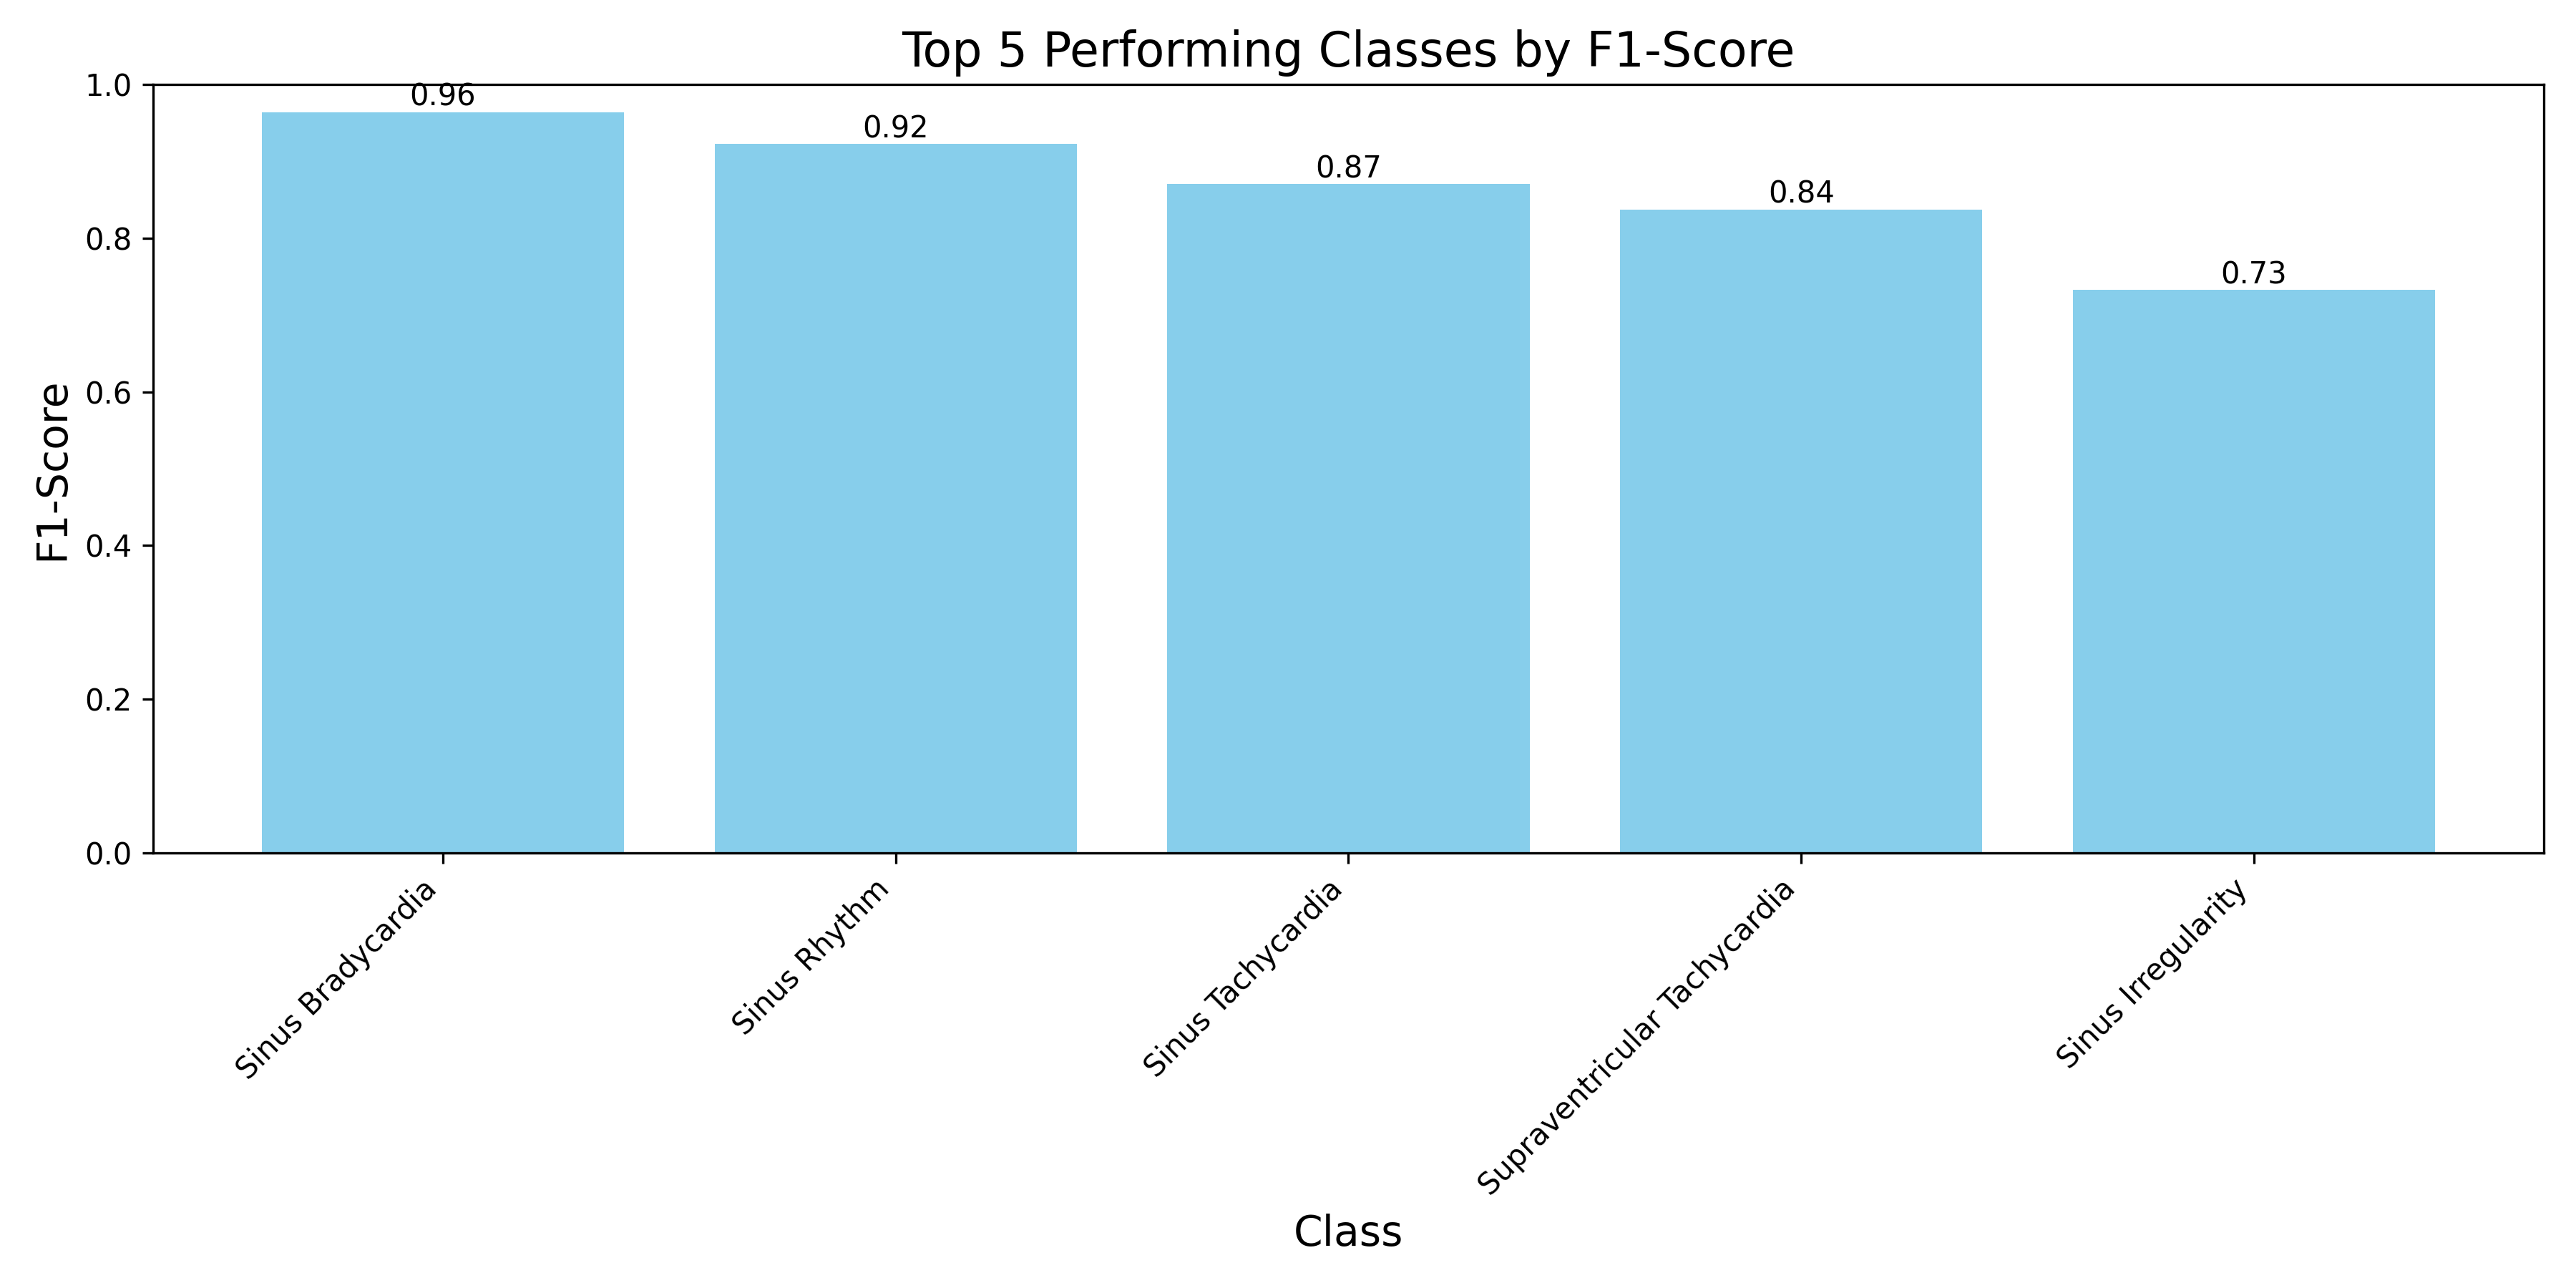 Top 5 Performing Classes by F1-Score
1.0
0.8
0.6
0.4
0.2
0.0
F1-Score
0.96
0.92
0.87
0.84
0.73
Sinus Bradycardia
Sinus Rhythm
Sinus Tachycardia
Supraventricular Tachycardia
Sinus Irregularity
Class